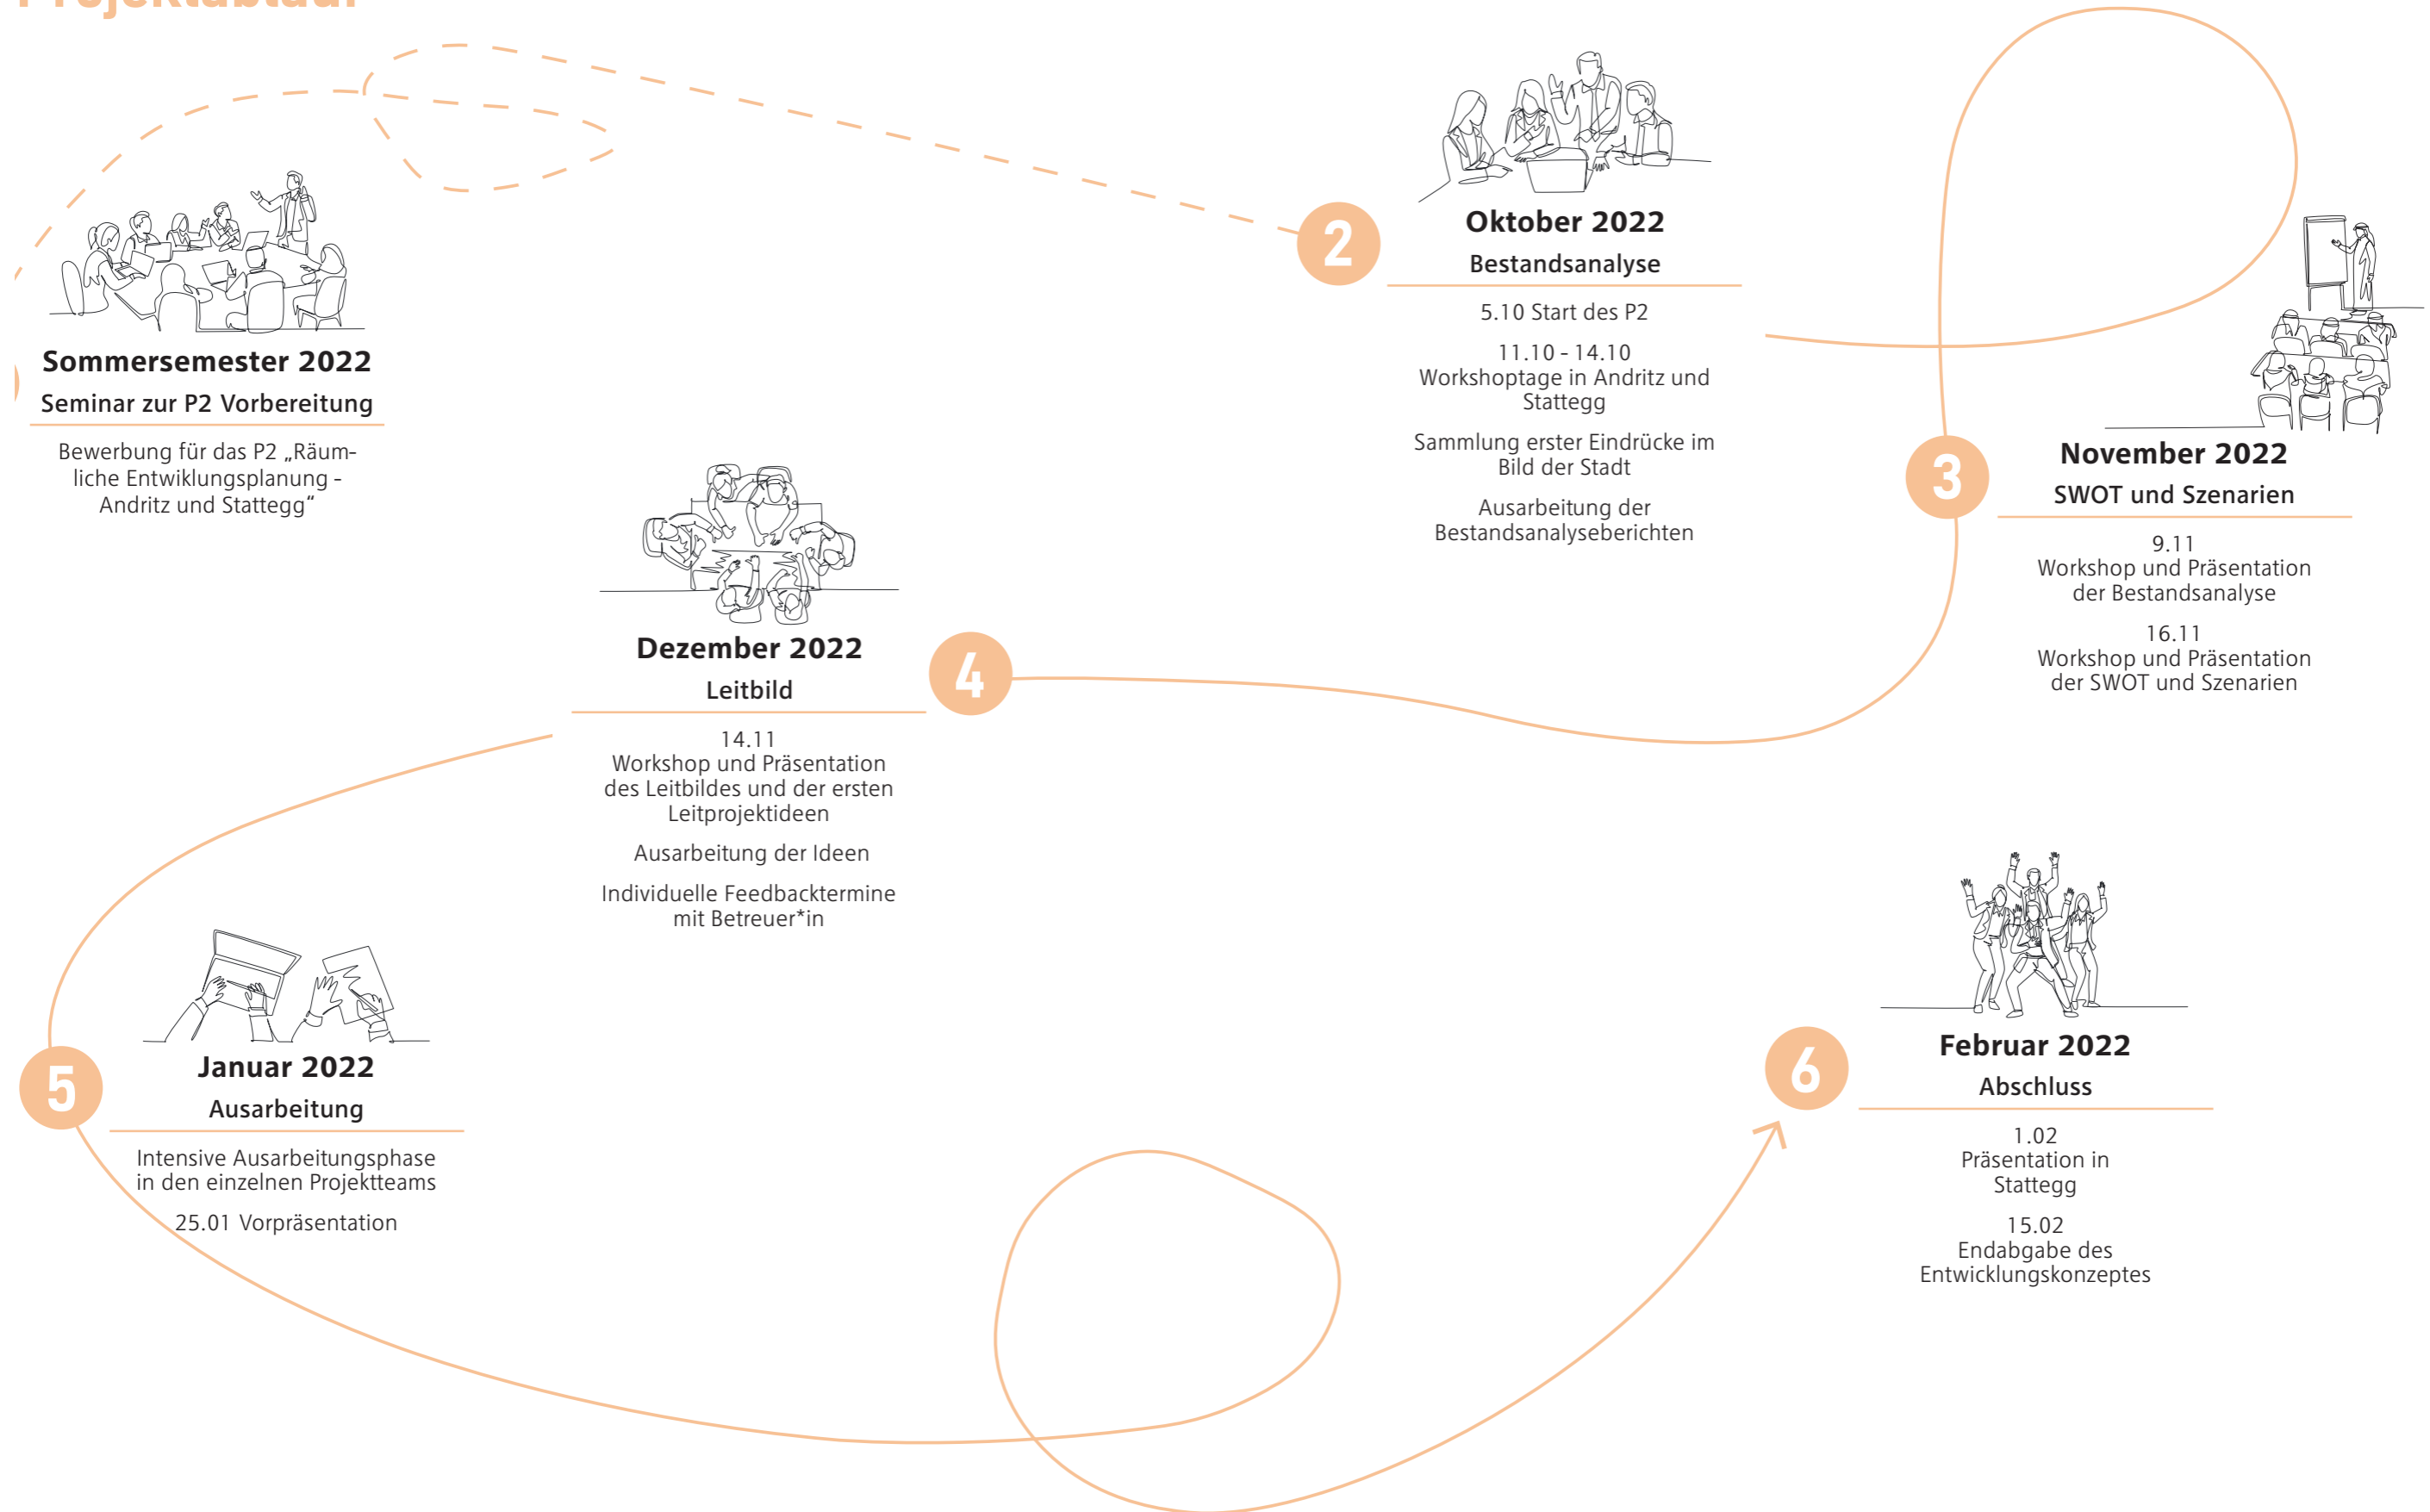 Projektablauf
Sommersemester 2022
Seminar zur P2 Vorbereitung
Bewerbung für das P2 „Räum-
liche Entwiklungsplanung -
Andritz und Stattegg“
2
Oktober 2022
Bestandsanalyse
5.10 Start des P2
11.10 - 14.10
Workshoptage in Andritz und
Stattegg
Sammlung erster Eindrücke im
Bild der Stadt
Ausarbeitung der
Bestandsanalyseberichten
3
November 2022
SWOT und Szenarien
9.11
Workshop und Präsentation
der Bestandsanalyse
16.11
Workshop und Präsentation
der SWOT und Szenarien
4
Dezember 2022
Leitbild
14.11
Workshop und Präsentation
des Leitbildes und der ersten
Leitprojektideen
Ausarbeitung der Ideen
Individuelle Feedbacktermine
mit Betreuer*in
5
Januar 2022
Ausarbeitung
Intensive Ausarbeitungsphase
in den einzelnen Projektteams
25.01 Vorpräsentation
6
Februar 2022
Abschluss
1.02
Präsentation in
Stattegg
15.02
Endabgabe des
Entwicklungskonzeptes